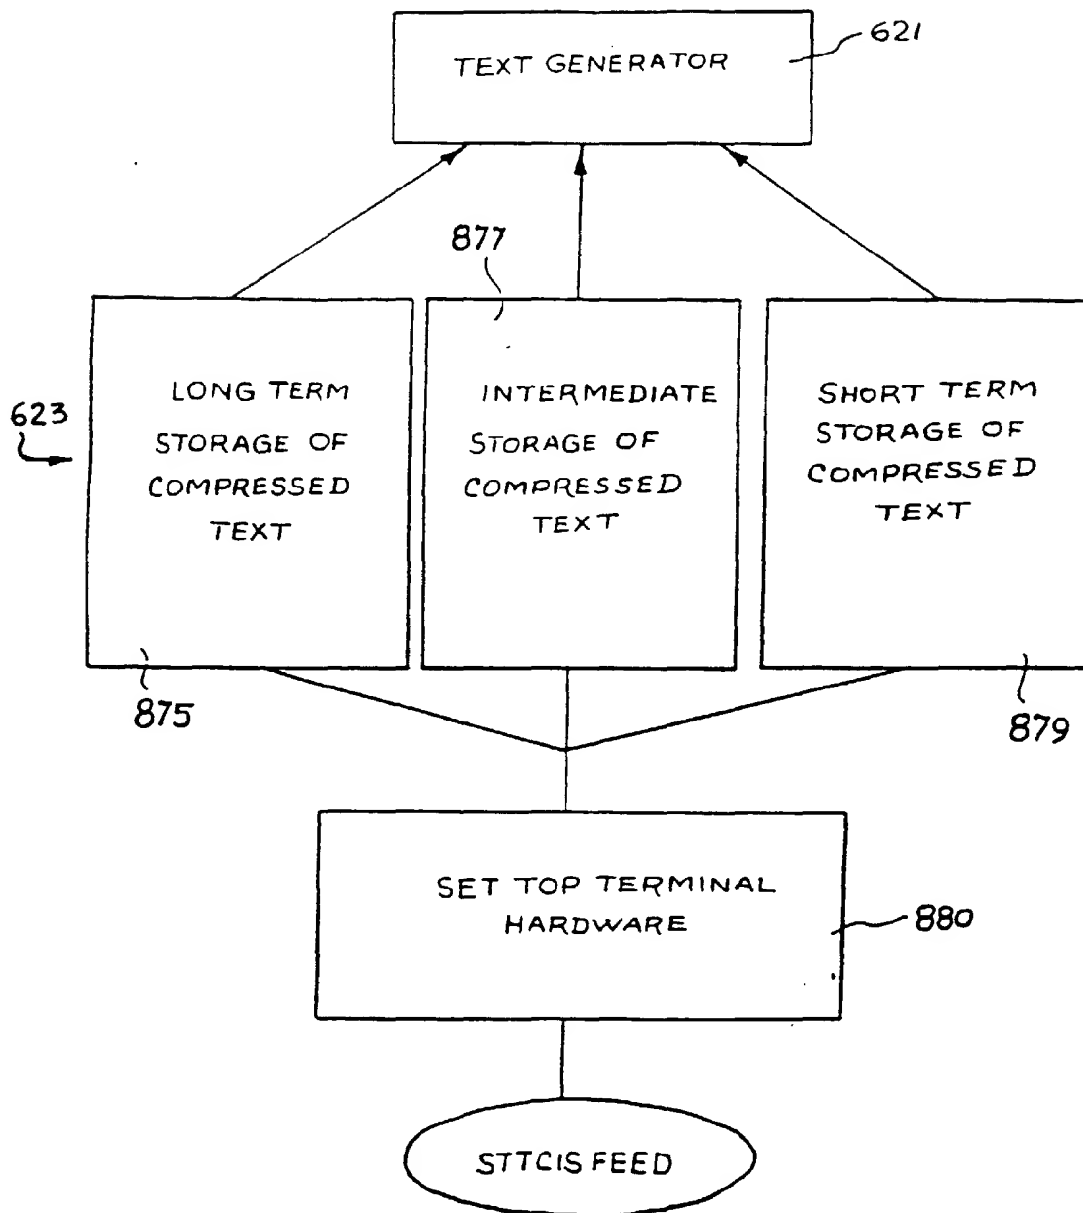 TEXT GENERATOR
621
877
623
LONG TERM
STORAGE OF
COMPRESSED
TEXT
INTERMEDIATE
STORAGE OF
COMPRESSED
TEXT
SHORT TERM
STORAGE OF
COMPRESSED
TEXT
875
879
SET TOP TERMINAL
HARDWARE
880
STTCIS FEED